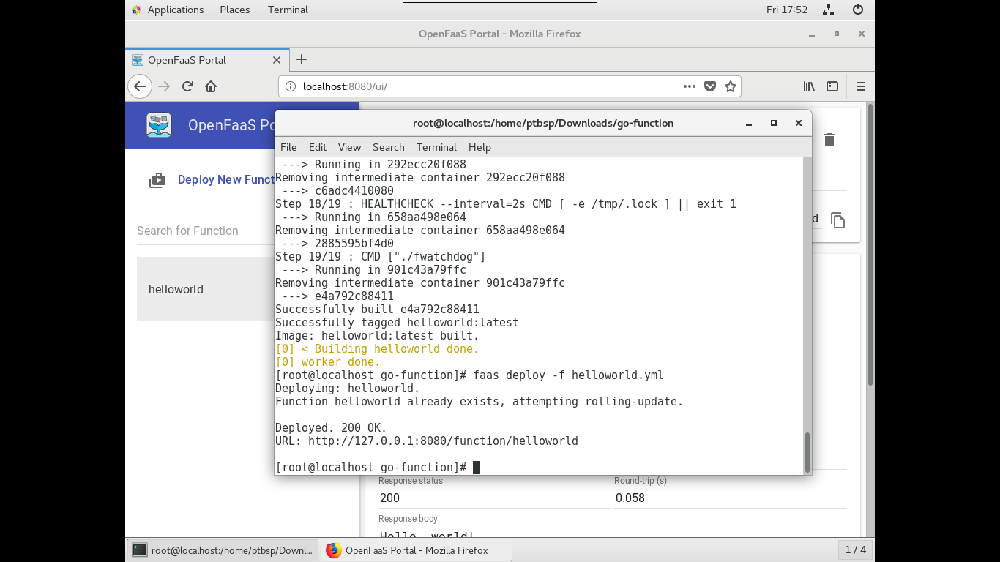 Applications Places Terminal Fri 17:52
OpenFaaS Portal - Mozilla Firefox
OpenFaaS Portal
localhost:8080/ui/
OpenFaaS Po
root@localhost:/home/ptbsp/Downloads/go-function
File Edit View Search Terminal Help
Deploy New Funct
Search for Function
helloworld
---> Running in 292ecc20f088
Removing intermediate container 292ecc20f088
---> c6adc4410080
Step 18/19 : HEALTHCHECK --interval=2s CMD [ -e /tmp/.lock ] || exit 1
---> Running in 658aa498e064
Removing intermediate container 658aa498e064
---> 2885595bf4d0
Step 19/19 : CMD ["./fwatchdog"]
---> Running in 901c43a79ffc
Removing intermediate container 901c43a79ffc
---> e4a792c88411
Successfully built e4a792c88411
Successfully tagged helloworld:latest
Image: helloworld:latest built.
[0] < Building helloworld done.
[0] worker done.
[root@localhost go-function]# faas deploy -f helloworld.yml
Deploying: helloworld.
Function helloworld already exists, attempting rolling-update.
Deployed. 200 OK.
URL: http://127.0.0.1:8080/function/helloworld
[root@localhost go-function]#
d
Response status Round-trip (s)
200 0.058
Response body
Hello, world!
root@localhost:/home/ptbsp/Downl... OpenFaaS Portal - Mozilla Firefox 1 / 4